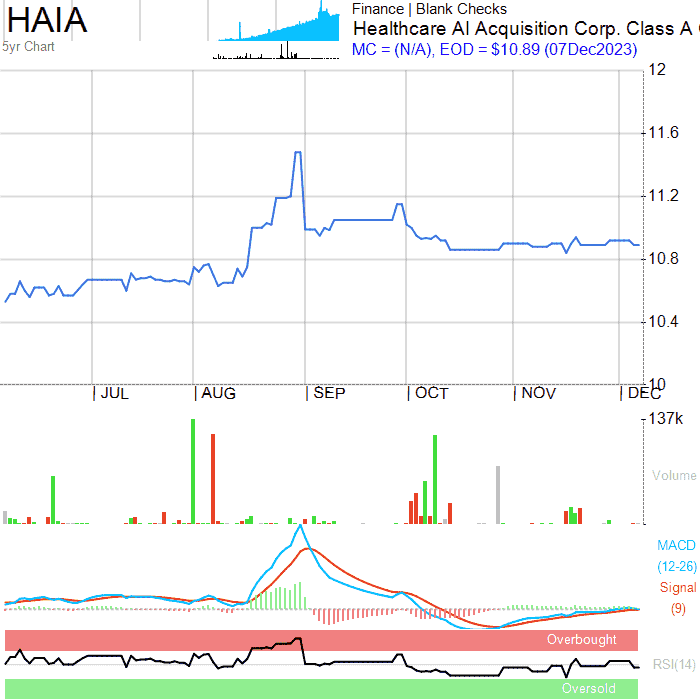 HAIA
5yr Chart
Finance | Blank Checks
Healthcare AI Acquisition Corp. Class A
MC = (N/A), EOD = $10.89 (07Dec2023)
12
11.6
11.2
10.8
10.4
10
JUL
AUG
SEP
OCT
NOV
DEC
137k
Volume
MACD
(12-26)
Signal
(9)
Overbought
RSI(14)
Oversold